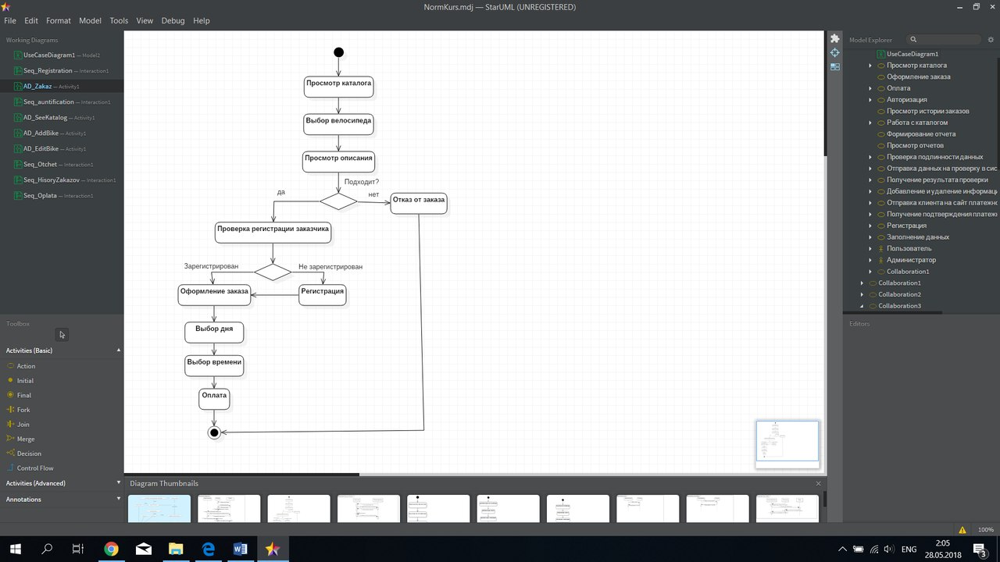 NormKurs.mdj — StarUML (UNREGISTERED)
File Edit Format Model Tools View Window Debug Help
Working Diagrams
UseCaseDiagram1 — Model2
Seq_Registration — Interaction1
AD_Zakaz — Activity1
Seq_auntification — Interaction1
AD_SeeKatalog — Activity1
AD_AddBike — Activity1
AD_EditBike — Activity1
Seq_Otchet — Interaction1
Seq_HisoryZakazov — Interaction1
Seq_Oplata — Interaction1
Toolbox
Activities (Basic)
Action
Initial
Final
Fork
Join
Merge
Decision
Control Flow
Activities (Advanced)
Annotations
Просмотр каталога
Выбор велосипеда
Просмотр описания
Подходит?
да
нет
Отказ от заказа
Проверка регистрации заказчика
Зарегистрирован
Не зарегистрирован
Оформление заказа
Регистрация
Выбор дня
Выбор времени
Оплата
Diagram Thumbnails
Model Explorer
UseCaseDiagram1
Просмотр каталога
Оформление заказа
Оплата
Авторизация
Просмотр истории заказов
Работа с каталогом
Формирование отчета
Просмотр отчетов
Проверка подлинности данных
Справка данных на проверку в сис
Получение результата проверки
Добавление и удаление информаци
Отправка клиента на сайт платежно
Получение подтверждения платежн
Регистрация
Заполнение данных
Пользователь
Администратор
Collaboration1
Collaboration1
Collaboration2
Collaboration3
Editors
100%
ENG
2:05
28.05.2018
3